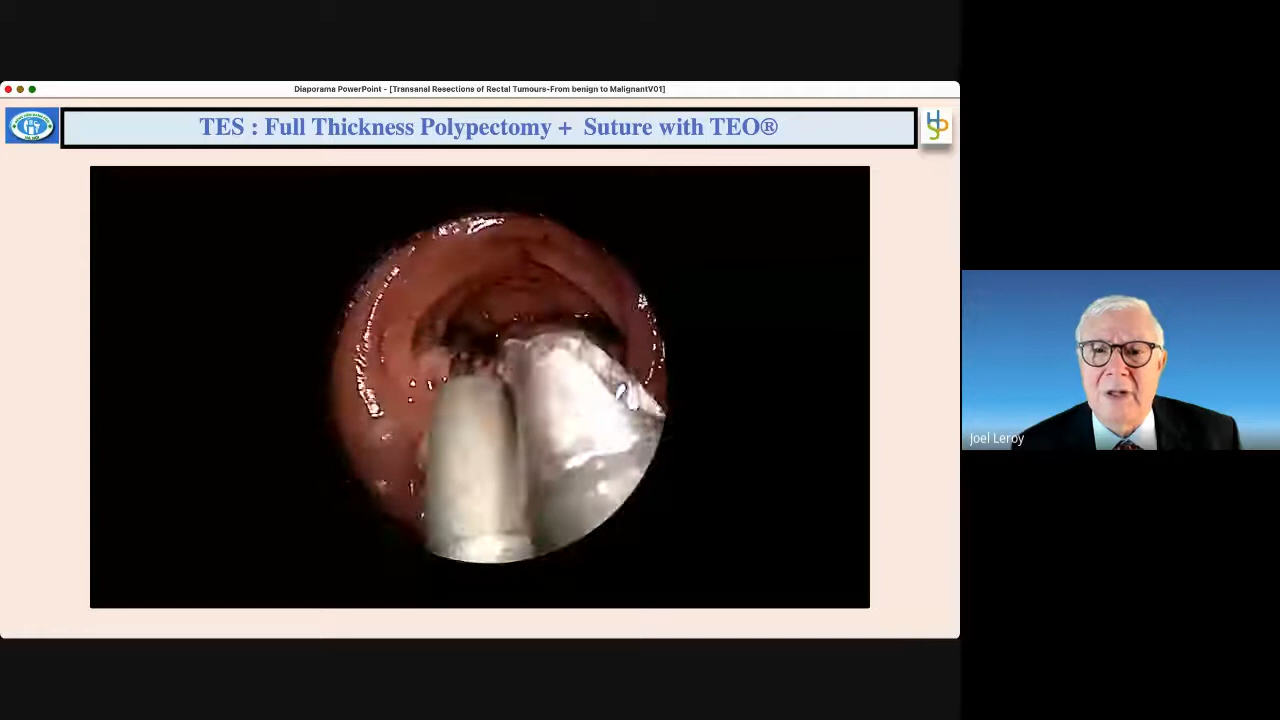 Diaporama PowerPoint - [Transanal Resections of Rectal Tumours-From benign to MalignantV01]
TES : Full Thickness Polypectomy + Suture with TEO®
HSP
Joel Leroy